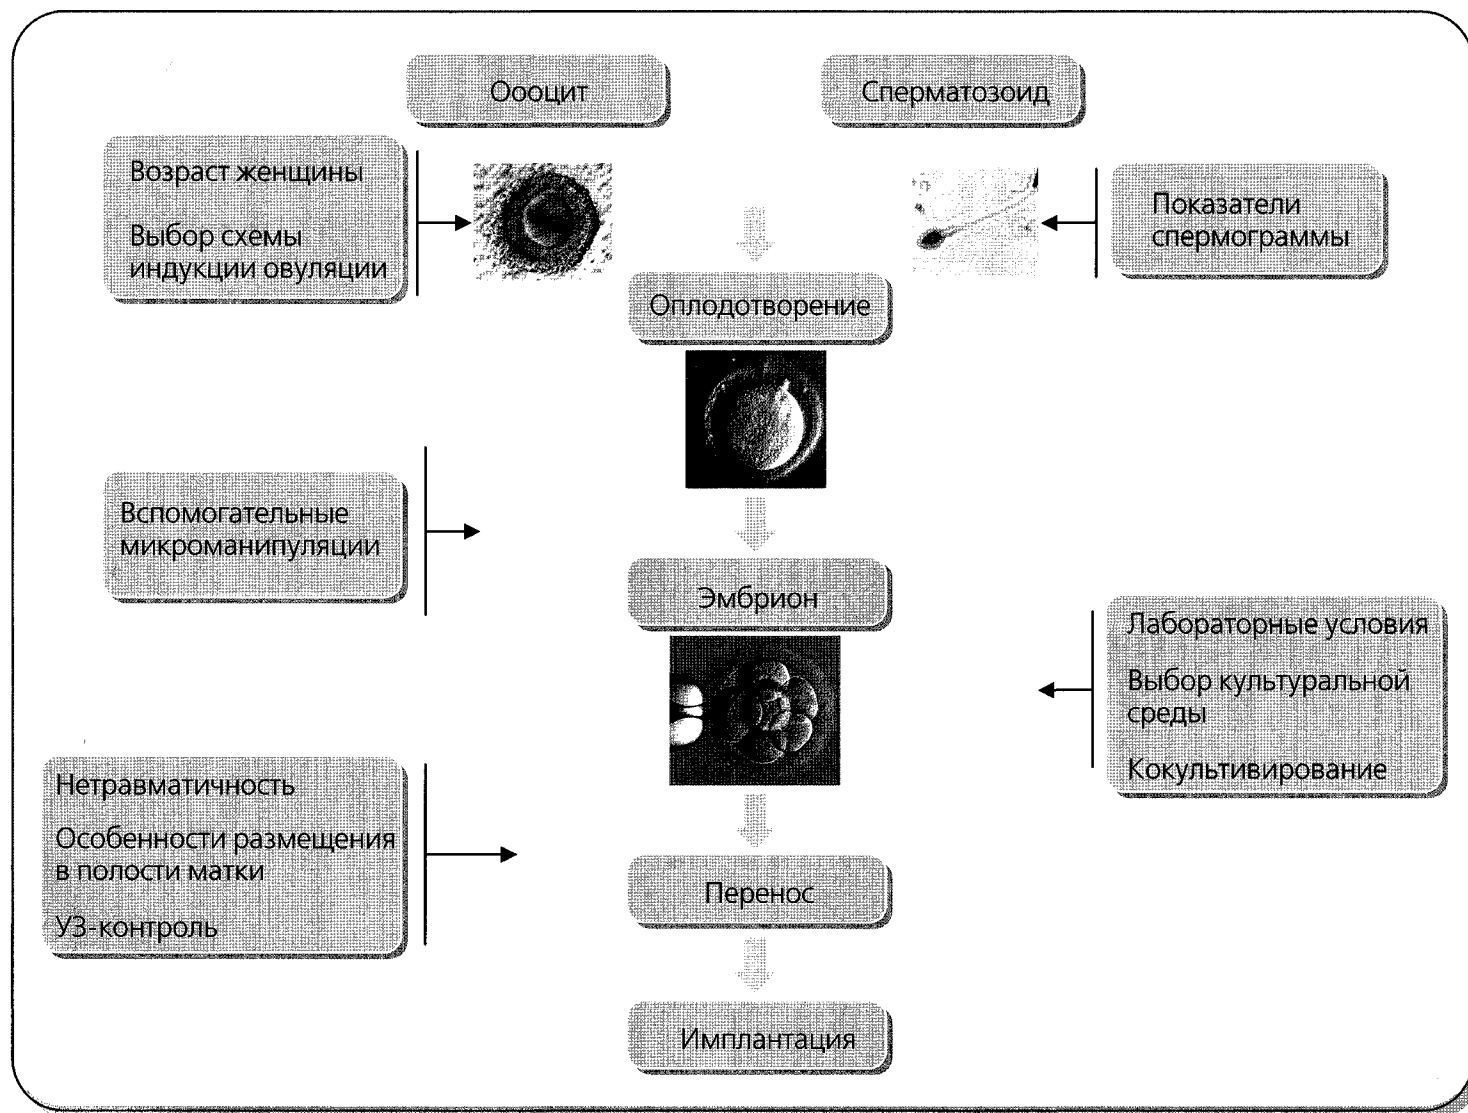 Оооцит
Сперматозоид
Возраст женщины
Выбор схемы
индукции овуляции
Показатели
спермограммы
Оплодотворение
Вспомогательные
микроманипуляции
Эмбрион
Лабораторные условия
Выбор культуральной
среды
Кокультивирование
Нетравматичность
Особенности размещения
в полости матки
УЗ-контроль
Перенос
Имплантация